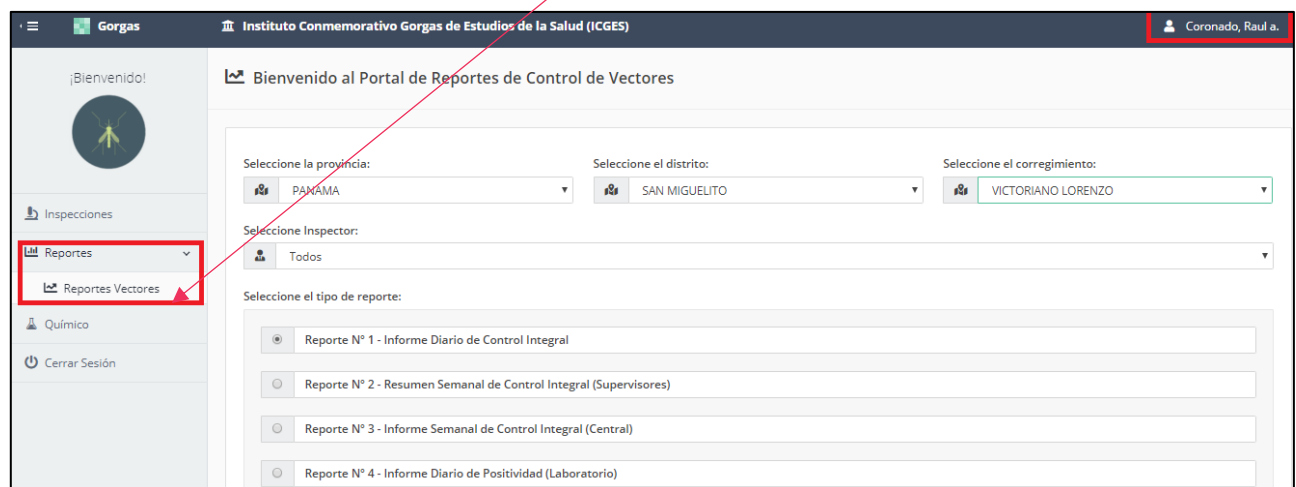 Gorgas
Instituto Conmemorativo Gorgas de Estudios de la Salud (ICGES)
Coronado, Raul a.
¡Bienvenido!
Bienvenido al Portal de Reportes de Control de Vectores
Inspecciones
Reportes
Reportes Vectores
Químico
Cerrar Sesión
Seleccione la provincia:
PANAMA
Seleccione el distrito:
SAN MIGUELITO
Seleccione el corregimiento:
VICTORIANO LORENZO
Seleccione Inspector:
Todos
Seleccione el tipo de reporte:
Reporte N° 1 - Informe Diario de Control Integral
Reporte N° 2 - Resumen Semanal de Control Integral (Supervisores)
Reporte N° 3 - Informe Semanal de Control Integral (Central)
Reporte N° 4 - Informe Diario de Positividad (Laboratorio)